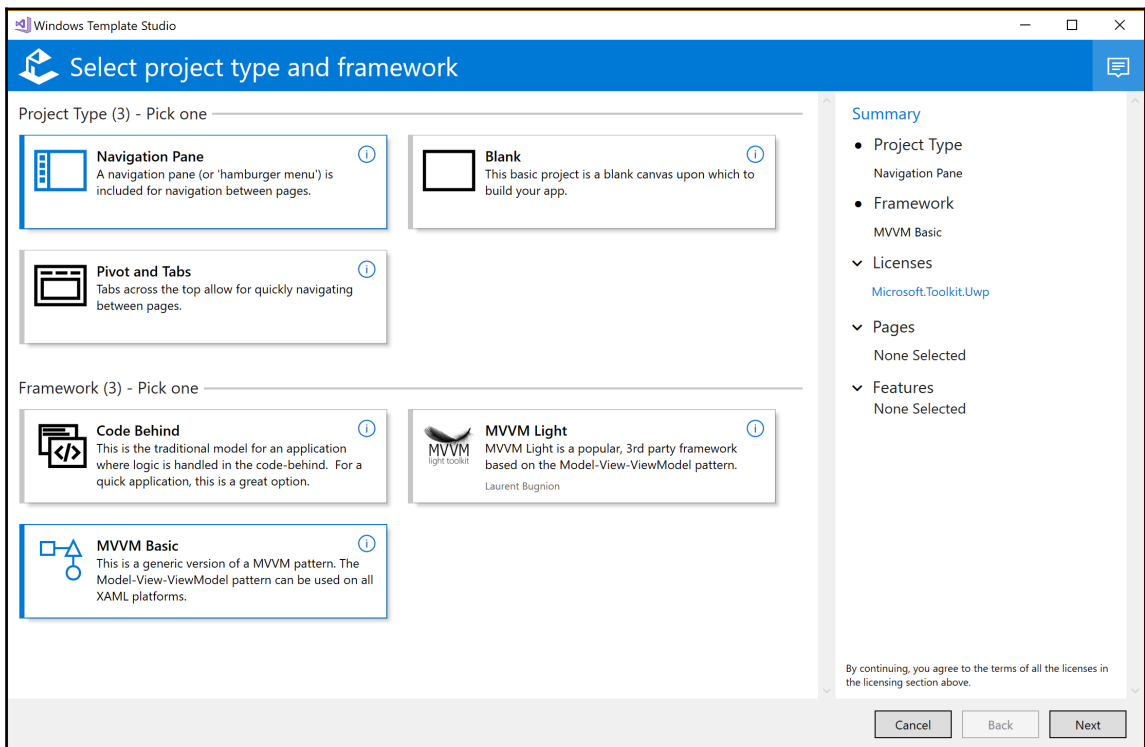 Windows Template Studio
Select project type and framework
Project Type (3) - Pick one
Navigation Pane
A navigation pane (or 'hamburger menu') is
included for navigation between pages.
Blank
This basic project is a blank canvas upon which to
build your app.
Pivot and Tabs
Tabs across the top allow for quickly navigating
between pages.
Framework (3) - Pick one
Code Behind
This is the traditional model for an application
where logic is handled in the code-behind.  For a
quick application, this is a great option.
MVVM
light toolkit
MVVM Light
MVVM Light is a popular, 3rd party framework
based on the Model-View-ViewModel pattern.
Laurent Bugnion
MVVM Basic
This is a generic version of a MVVM pattern. The
Model-View-ViewModel pattern can be used on all
XAML platforms.
Summary
Project Type
Navigation Pane
Framework
MVVM Basic
Licenses
Microsoft.Toolkit.Uwp
Pages
None Selected
Features
None Selected
By continuing, you agree to the terms of all the licenses in
the licensing section above.
Cancel
Back
Next